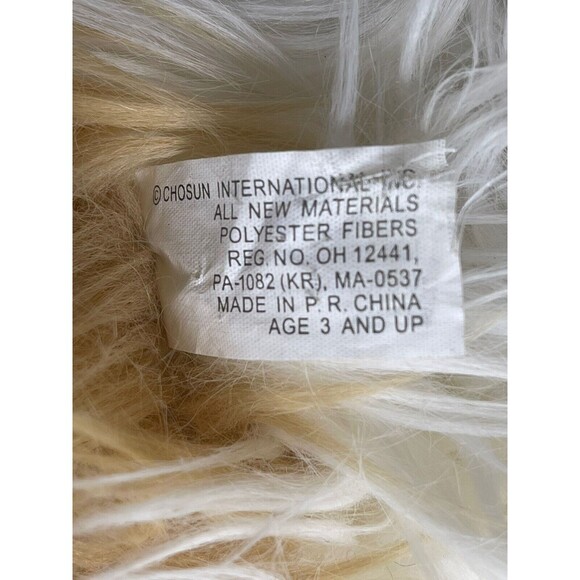 © CHOSUN INTERNATIONAL INC.
ALL NEW MATERIALS
POLYESTER FIBERS
REG. NO. OH 12441,
PA-1082 (KR), MA-0537
MADE IN P. R. CHINA
AGE 3 AND UP